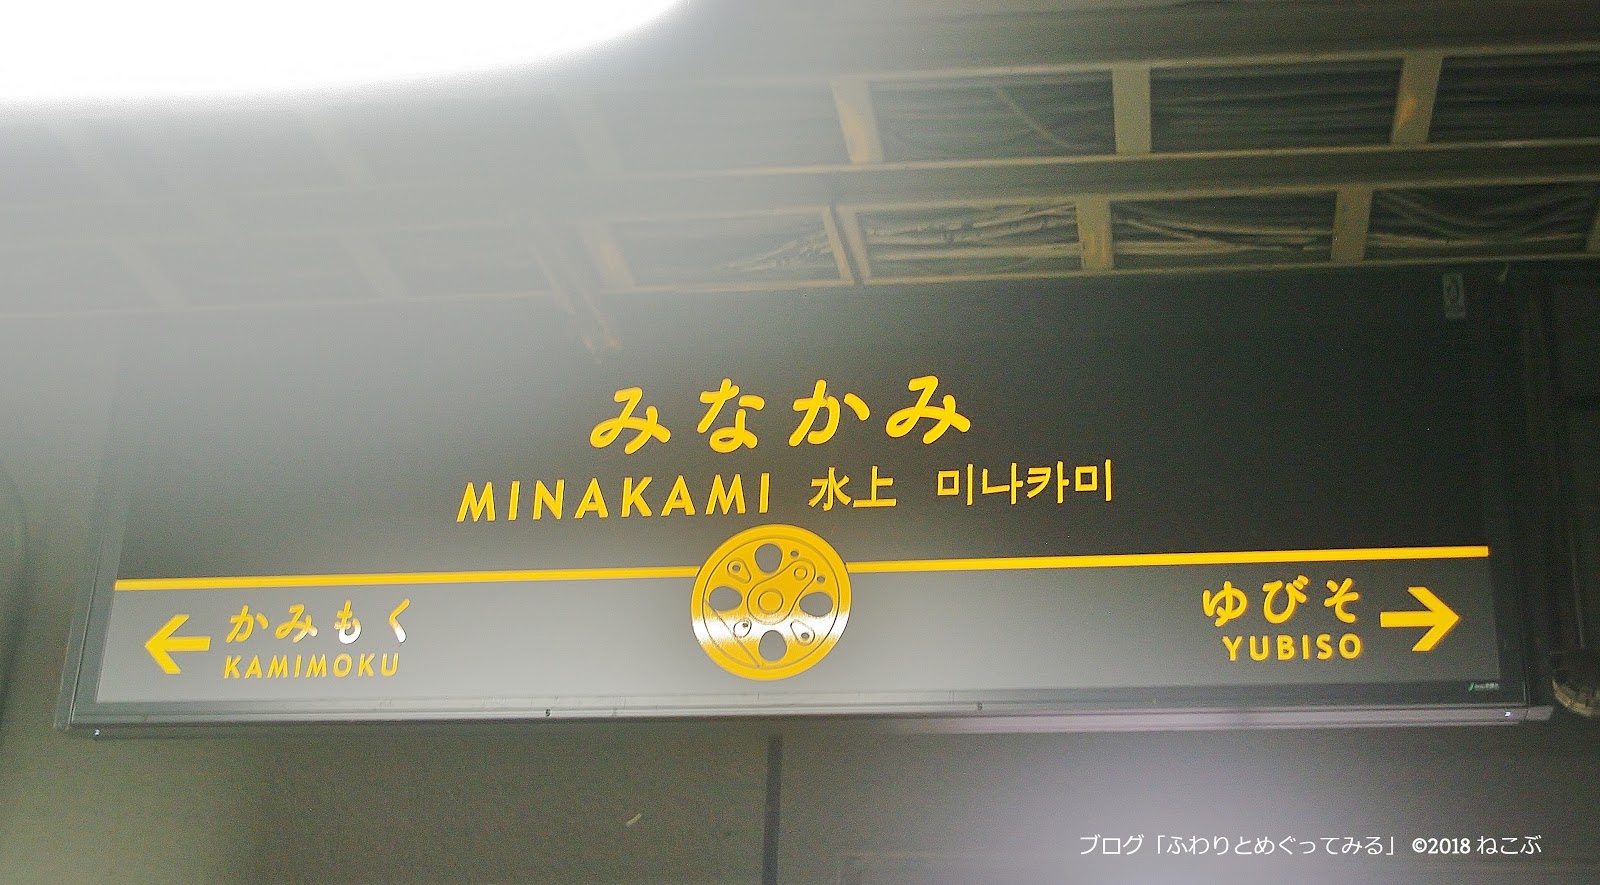 みなかみ
MINAKAMI 水上 미나카미
かみもく
KAMIMOKU
ゆびそ
YUBISO
ブログ「ふわりとめぐってみる」 ©2018 ねこぶ